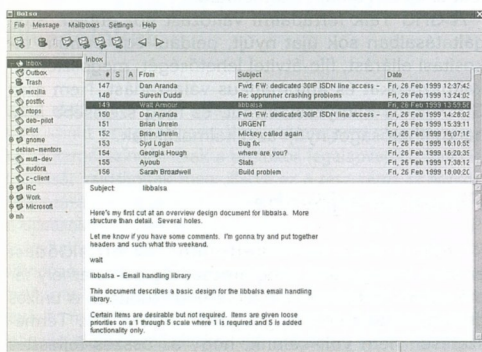 Balsa
File Message Mailboxes Settings Help
Inbox
Inbox
Outbox
Trash
mozilla
postfix
ntops
deb-pilot
pilot
gnome
debian-mentors
mutt-dev
eudora
c-client
IRC
Work
Microsoft
mh
# S A From Subject Date
147 Dan Aranda Fwd: FW: dedicated 30IP ISDN line access - Fri, 26 Feb 1999 12:37:42
148 Suresh Duddi Re: apprunner crashing problems Fri, 26 Feb 1999 13:24:03
149 Walt Armour libbalsa Fri, 26 Feb 1999 13:59:56
150 Dan Aranda Fwd: FW: dedicated 30IP ISDN line access - Fri, 26 Feb 1999 14:28:02
151 Brian Unrein URGENT Fri, 26 Feb 1999 15:39:11
152 Brian Unrein Mickey called again Fri, 26 Feb 1999 16:07:16
153 Syd Logan Bug fix Fri, 26 Feb 1999 16:10:55
154 Georgia Hough where are you? Fri, 26 Feb 1999 16:20:39
155 Ayoub Stats Fri, 26 Feb 1999 17:30:12
156 Sarah Broadwell Build problem Fri, 26 Feb 1999 18:00:20
Subject: libbalsa
Here's my first cut at an overview design document for libbalsa. More
structure than detail. Several holes.
Let me know if you have some comments. I'm gonna try and put together
headers and such what this weekend.
walt
libbalsa - Email handling library
This document describes a basic design for the libbalsa email handling
library.
Certain items are desirable but not required. Items are given loose
priorities on a 1 through 5 scale where 1 is required and 5 is added
functionality only.